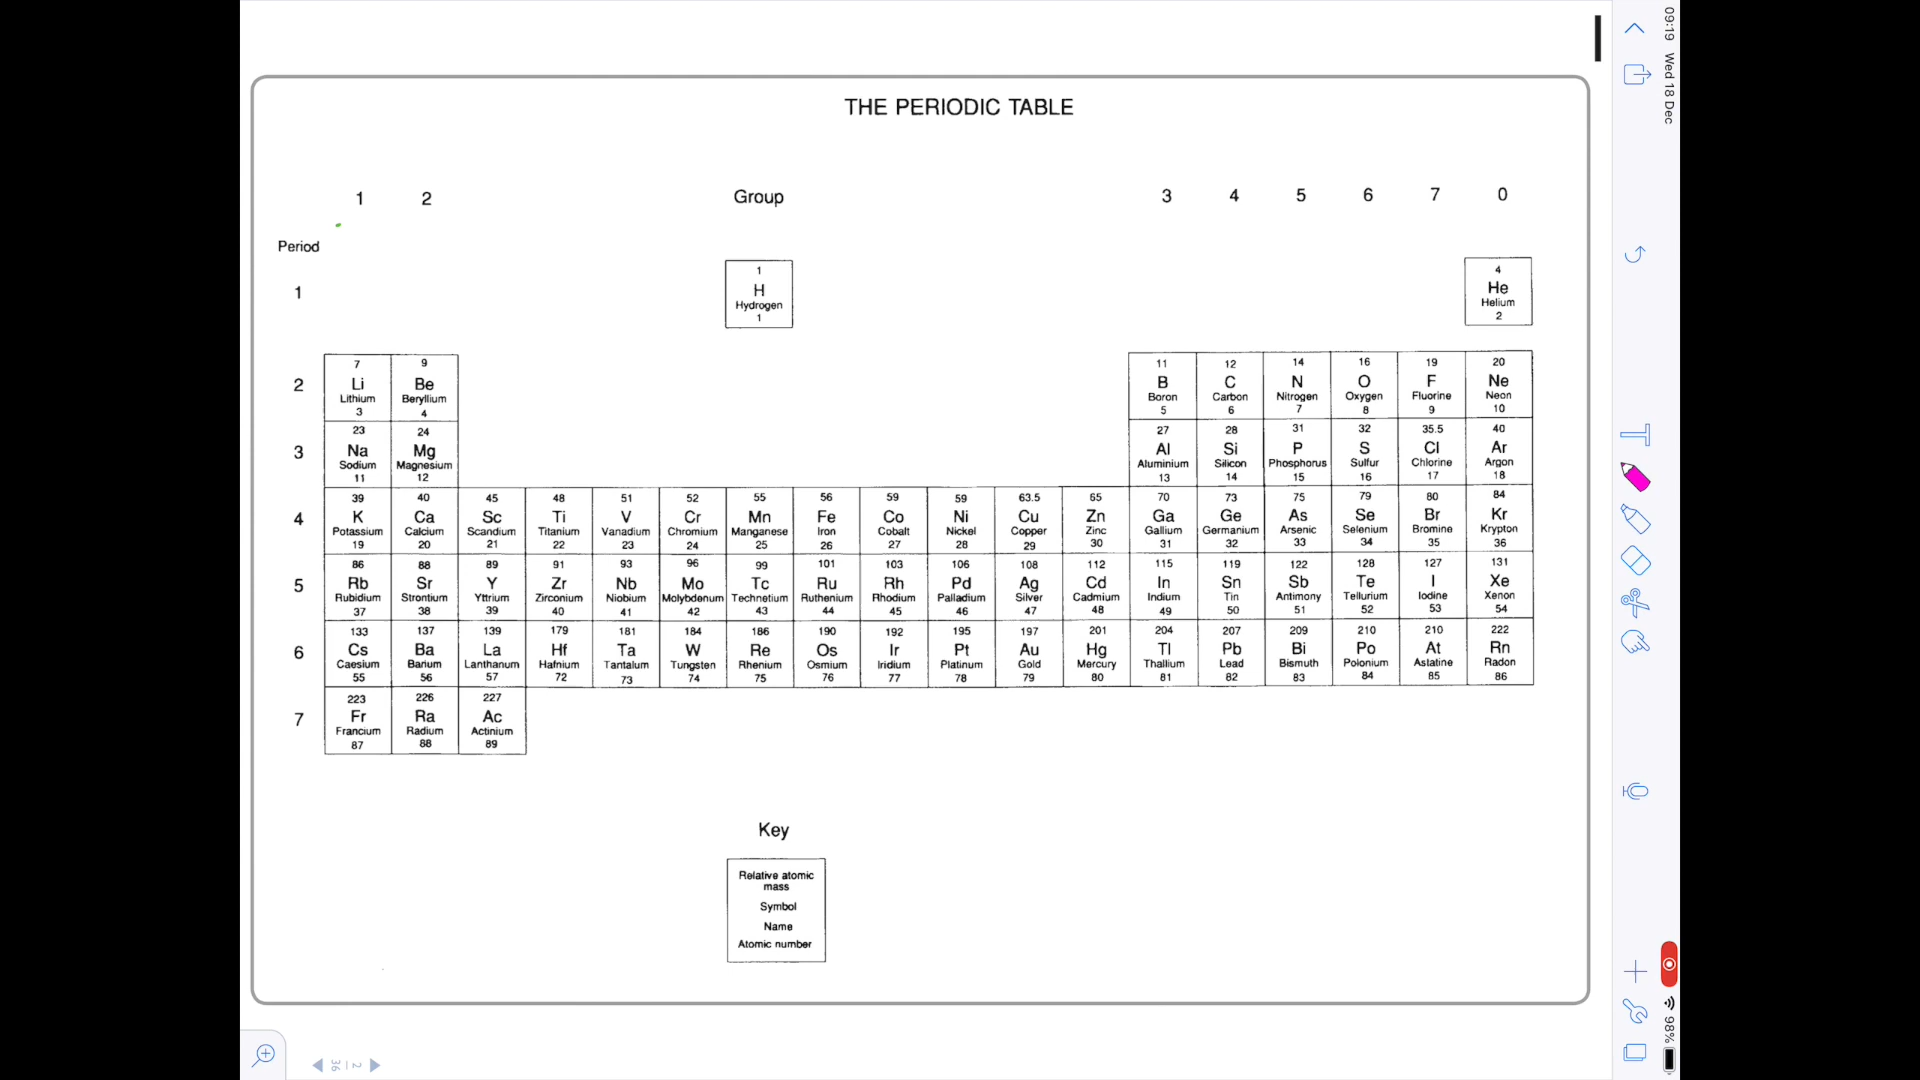 THE PERIODIC TABLE
1 2 Group 3 4 5 6 7 0
Period
1
1 4
H He
Hydrogen Helium
1 2
2
7 9 11 12 14 16 19 20
Li Be B C N O F Ne
Lithium Beryllium Boron Carbon Nitrogen Oxygen Fluorine Neon
3 4 5 6 7 8 9 10
3
23 24 27 28 31 32 35.5 40
Na Mg Al Si P S Cl Ar
Sodium Magnesium Aluminium Silicon Phosphorus Sulfur Chlorine Argon
11 12 13 14 15 16 17 18
4
39 40 45 48 51 52 55 56 59 59 63.5 65 70 73 75 79 80 84
K Ca Sc Ti V Cr Mn Fe Co Ni Cu Zn Ga Ge As Se Br Kr
Potassium Calcium Scandium Titanium Vanadium Chromium Manganese Iron Cobalt Nickel Copper Zinc Gallium Germanium Arsenic Selenium Bromine Krypton
19 20 21 22 23 24 25 26 27 28 29 30 31 32 33 34 35 36
5
86 88 89 91 93 96 99 101 103 106 108 112 115 119 122 128 127 131
Rb Sr Y Zr Nb Mo Tc Ru Rh Pd Ag Cd In Sn Sb Te I Xe
Rubidium Strontium Yttrium Zirconium Niobium Molybdenum Technetium Ruthenium Rhodium Palladium Silver Cadmium Indium Tin Antimony Tellurium Iodine Xenon
37 38 39 40 41 42 43 44 45 46 47 48 49 50 51 52 53 54
6
133 137 139 179 181 184 186 190 192 195 197 201 204 207 209 210 210 222
Cs Ba La Hf Ta W Re Os Ir Pt Au Hg Tl Pb Bi Po At Rn
Caesium Barium Lanthanum Hafnium Tantalum Tungsten Rhenium Osmium Iridium Platinum Gold Mercury Thallium Lead Bismuth Polonium Astatine Radon
55 56 57 72 73 74 75 76 77 78 79 80 81 82 83 84 85 86
7
223 226 227
Fr Ra Ac
Francium Radium Actinium
87 88 89
Key
Relative atomic
mass
Symbol
Name
Atomic number
09:19 Wed 18 Dec
98%
2 | 36